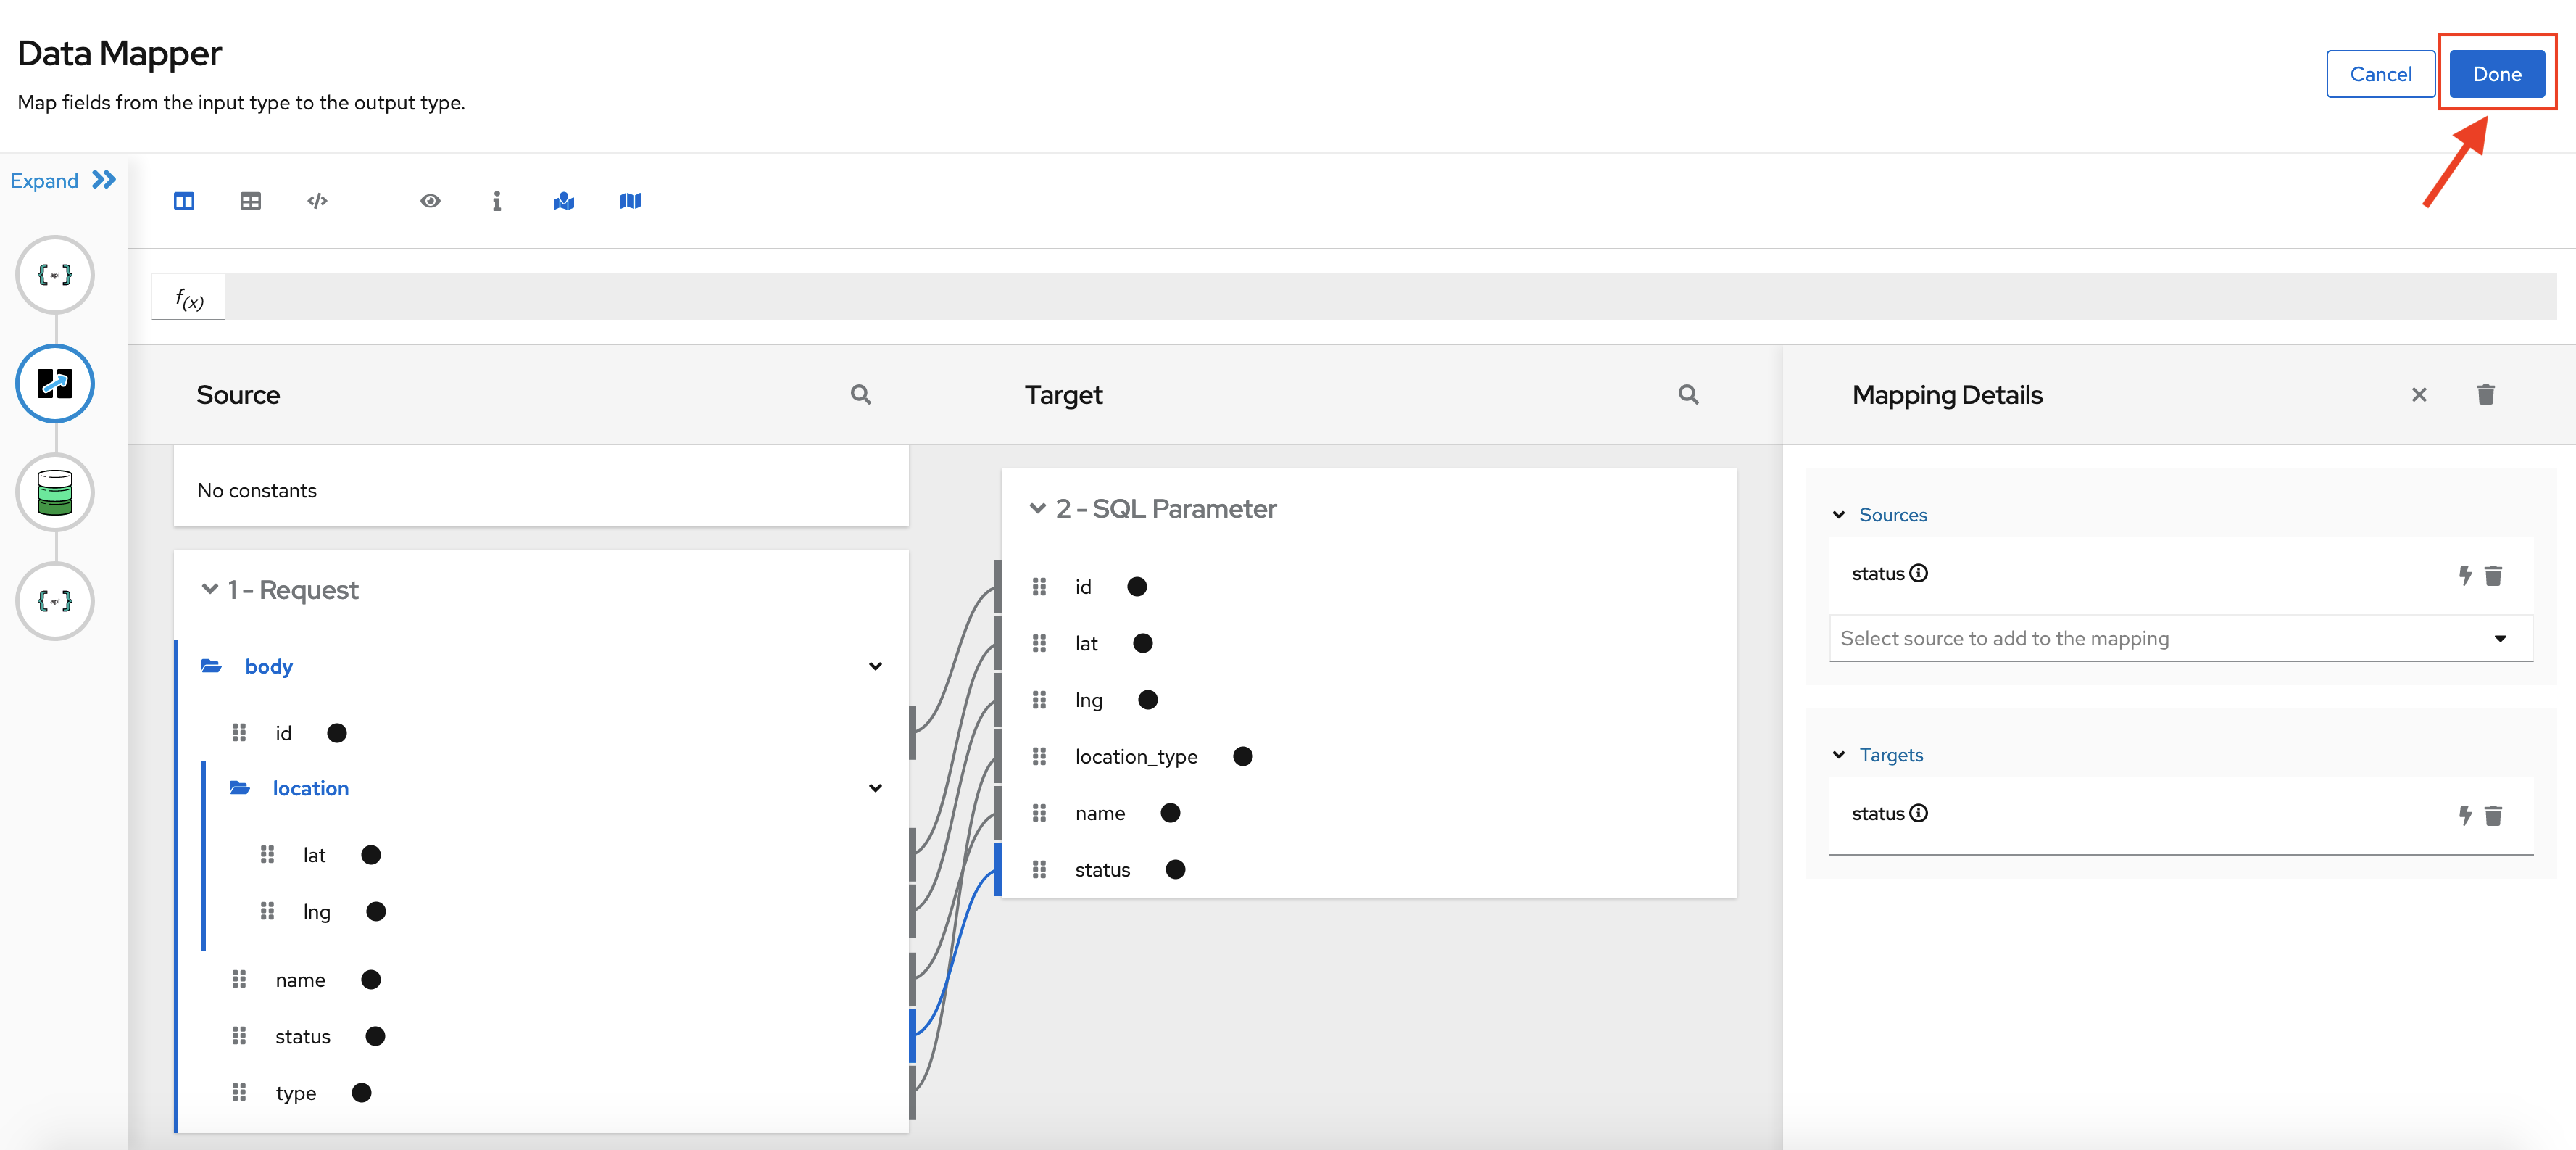 Data Mapper
Map fields from the input type to the output type.
Cancel
Done
Expand
{ api }
{ api }
f(x)
Source
Target
Mapping Details
No constants
1 - Request
body
id
location
lat
lng
name
status
type
2 - SQL Parameter
id
lat
lng
location_type
name
status
Sources
status
Select source to add to the mapping
Targets
status